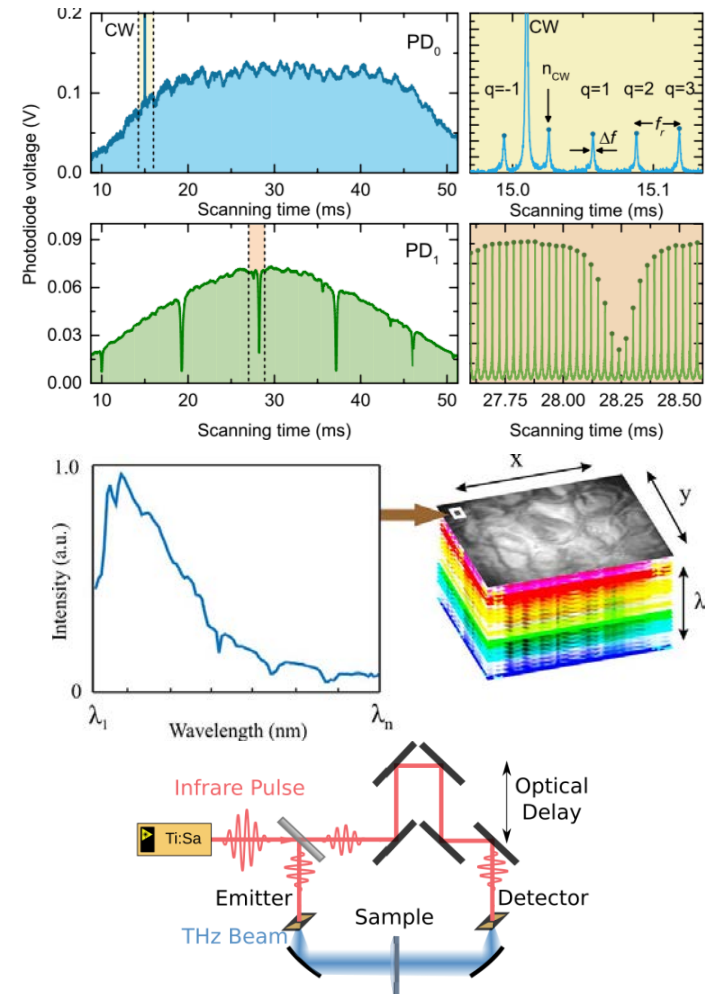 Photodiode voltage (V)
0.2
0.1
0.0
CW
PD0
10 20 30 40 50
Scanning time (ms)
CW
nCW
q=-1 q=1 q=2 q=3
Δf
fr
15.0 15.1
Scanning time (ms)
0.09
0.06
0.03
0.00
PD1
10 20 30 40 50
Scanning time (ms)
27.75 28.00 28.25 28.50
Scanning time (ms)
1.0
Intensity (a.u.)
0
λ1 Wavelength (nm) λn
x
y
λ
Infrare Pulse
Optical
Delay
Ti:Sa
Emitter
Detector
Sample
THz Beam